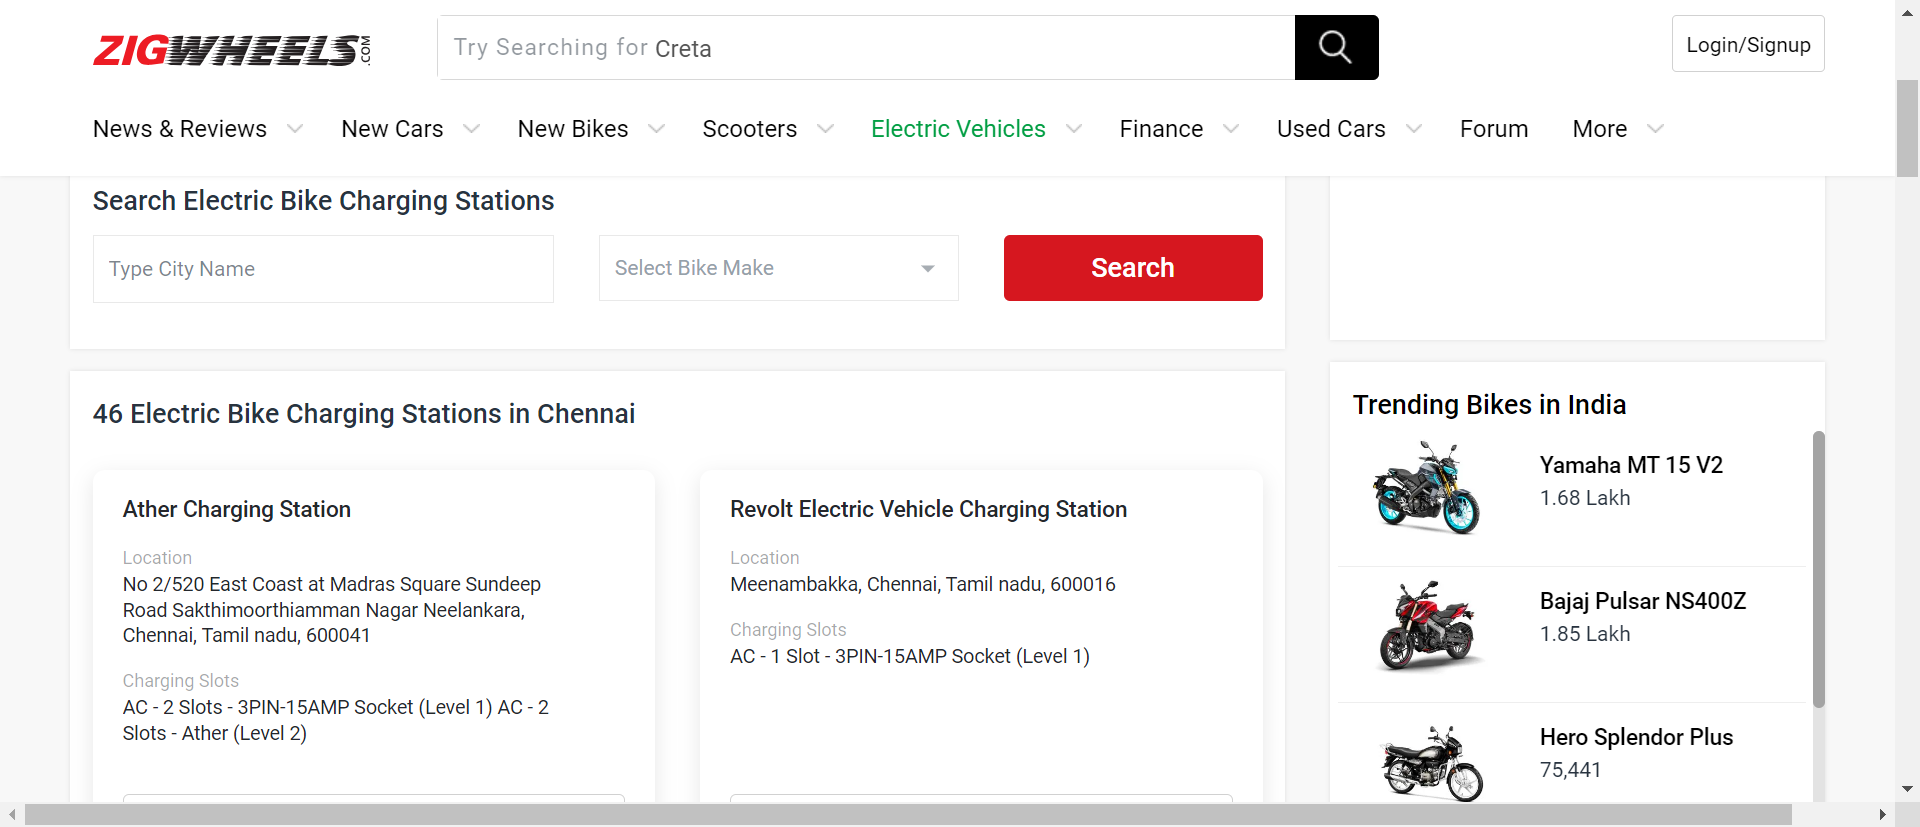 ZIGWHEELS.COM
Try Searching for Creta
Login/Signup
News & Reviews
New Cars
New Bikes
Scooters
Electric Vehicles
Finance
Used Cars
Forum
More
Search Electric Bike Charging Stations
Type City Name
Select Bike Make
Search
46 Electric Bike Charging Stations in Chennai
Ather Charging Station
Location
No 2/520 East Coast at Madras Square Sundeep
Road Sakthimoorthiamman Nagar Neelankara,
Chennai, Tamil nadu, 600041
Charging Slots
AC - 2 Slots - 3PIN-15AMP Socket (Level 1) AC - 2
Slots - Ather (Level 2)
Revolt Electric Vehicle Charging Station
Location
Meenambakka, Chennai, Tamil nadu, 600016
Charging Slots
AC - 1 Slot - 3PIN-15AMP Socket (Level 1)
Trending Bikes in India
Yamaha MT 15 V2
1.68 Lakh
Bajaj Pulsar NS400Z
1.85 Lakh
Hero Splendor Plus
75,441